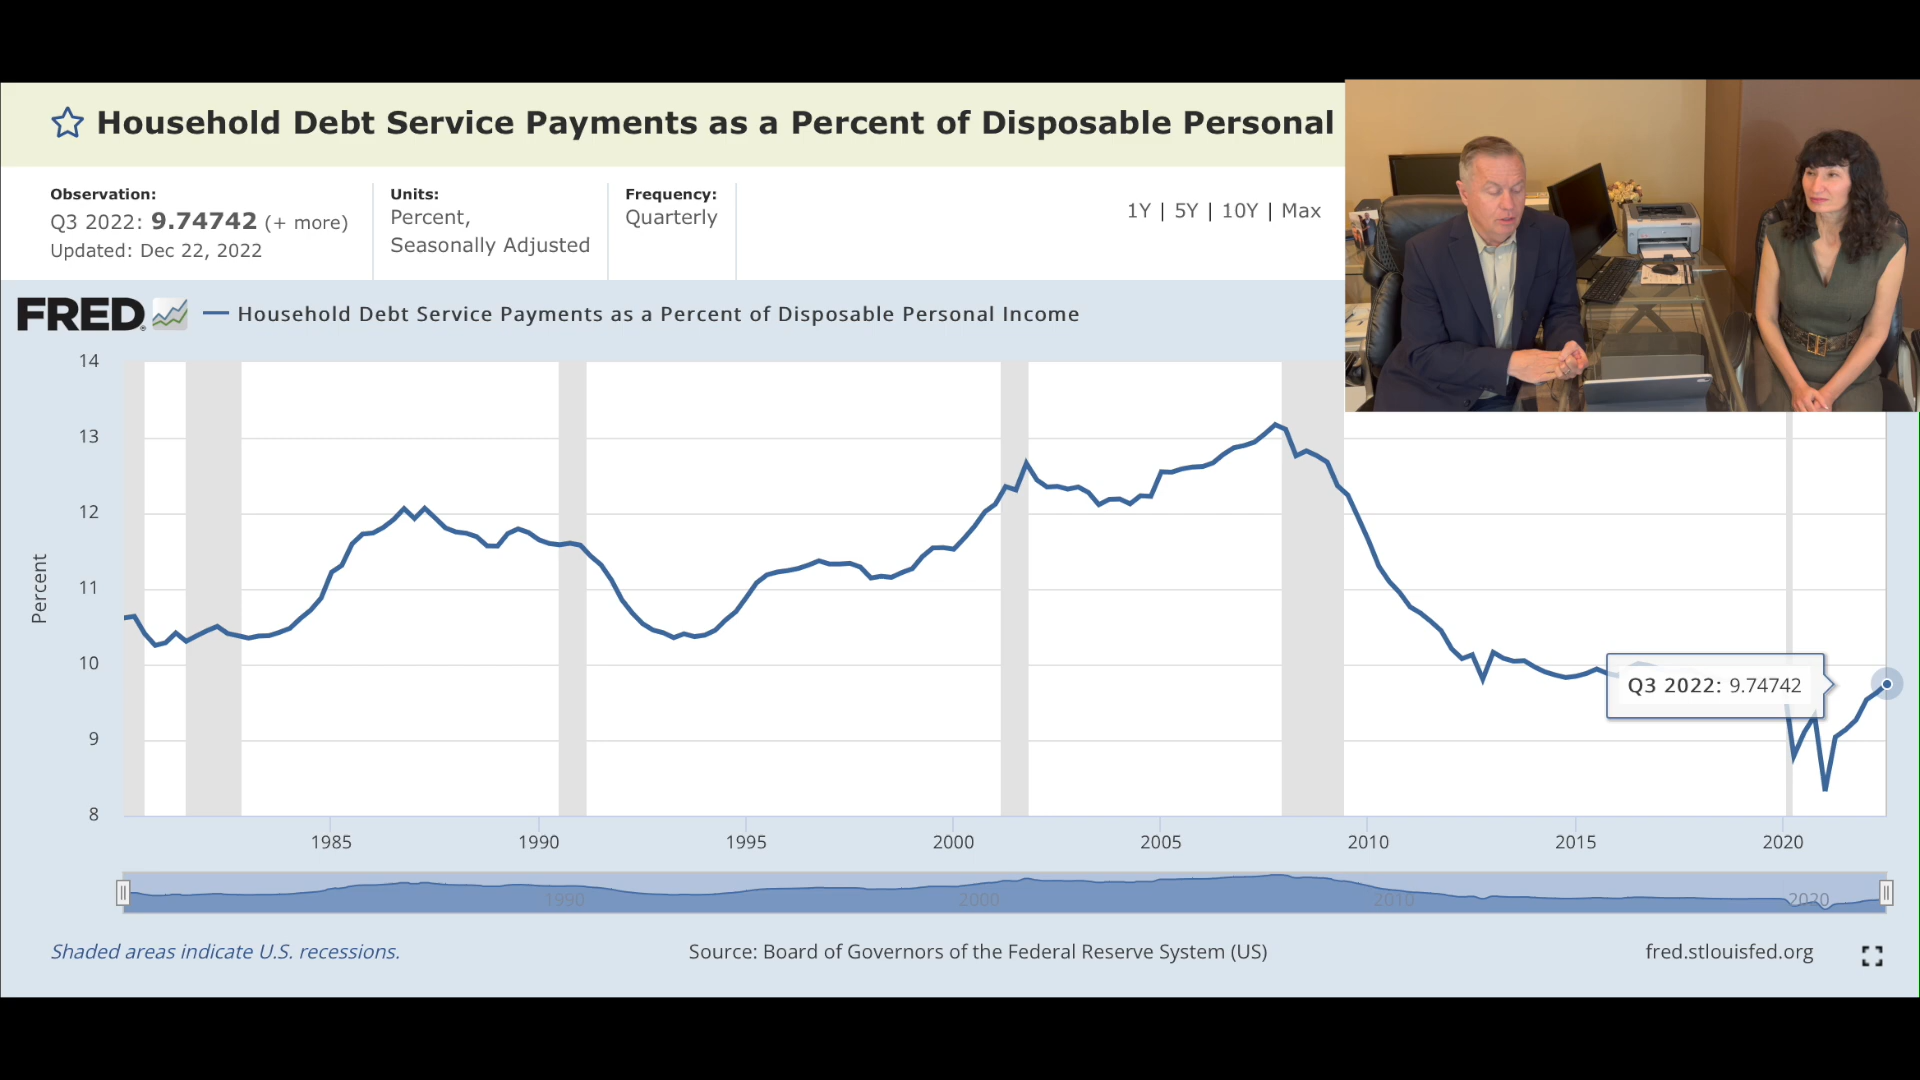 Household Debt Service Payments as a Percent of Disposable Personal
Observation:
Q3 2022: 9.74742 (+ more)
Updated: Dec 22, 2022
Units:
Percent,
Seasonally Adjusted
Frequency:
Quarterly
1Y | 5Y | 10Y | Max
FRED
Household Debt Service Payments as a Percent of Disposable Personal Income
14
13
12
11
10
9
8
Percent
Q3 2022: 9.74742
1985
1990
1995
2000
2005
2010
2015
2020
1990
2000
2010
2020
Shaded areas indicate U.S. recessions.
Source: Board of Governors of the Federal Reserve System (US)
fred.stlouisfed.org